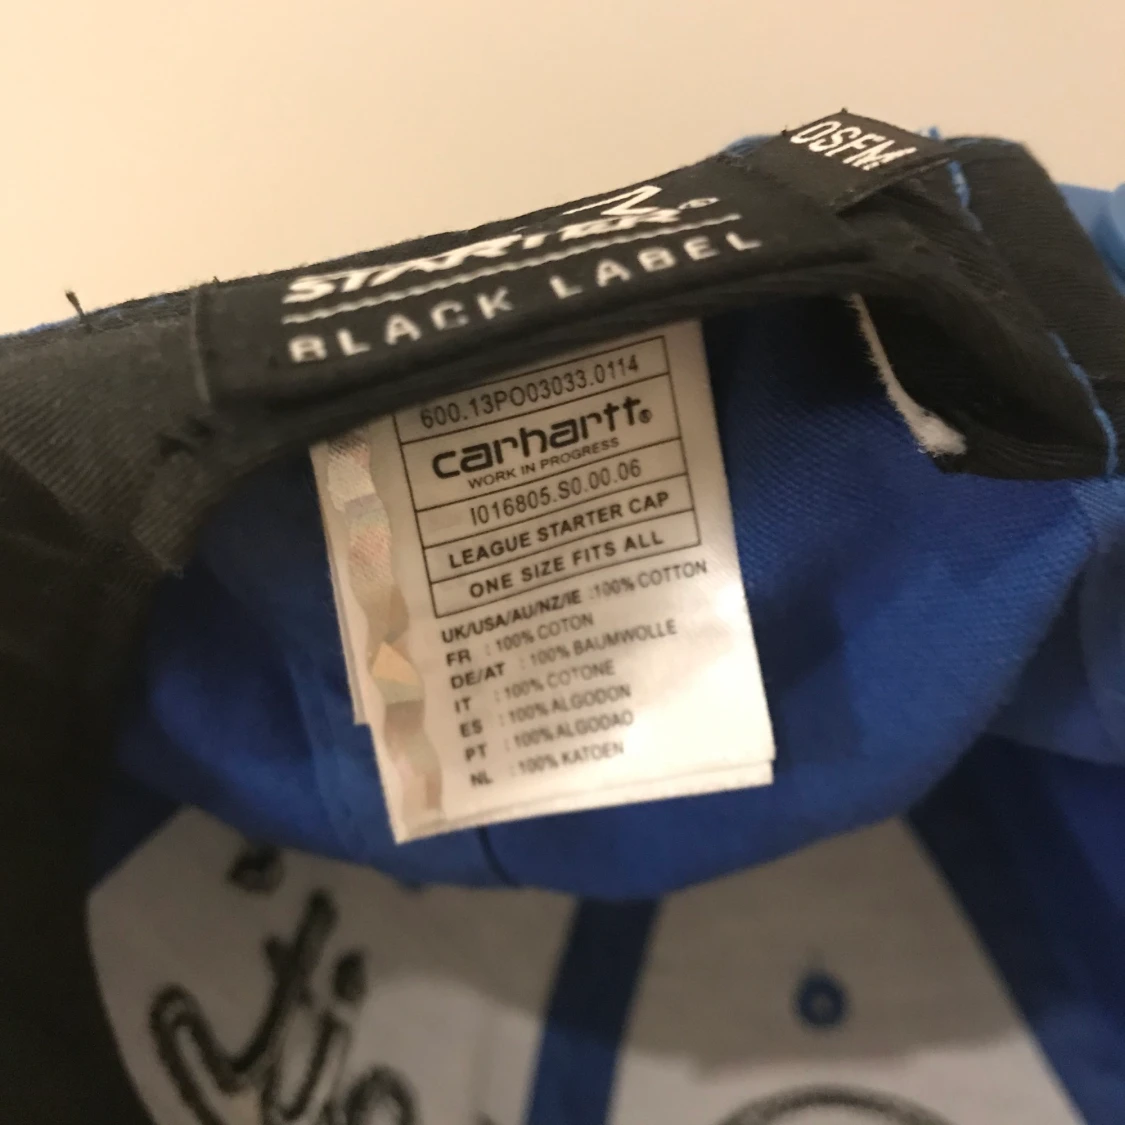 OSFM
STARTER®
BLACK LABEL
600.13PO03033.0114
carhartt®
WORK IN PROGRESS
I016805.S0.00.06
LEAGUE STARTER CAP
ONE SIZE FITS ALL
UK/USA/AU/NZ/IE :100% COTTON
FR : 100% COTON
DE/AT : 100% BAUMWOLLE
IT : 100% COTONE
ES : 100% ALGODON
PT : 100% ALGODAO
NL : 100% KATOEN